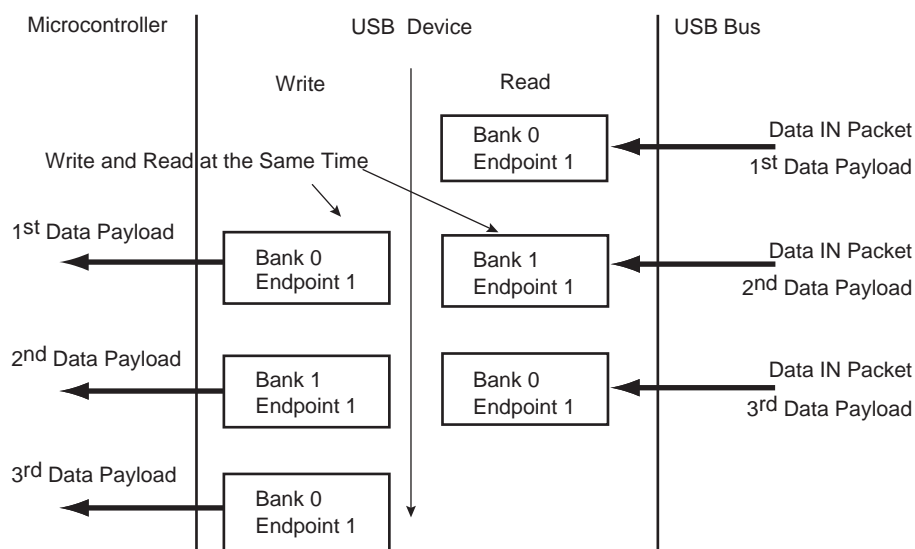 Microcontroller
USB Device
USB Bus
Write
Read
Bank 0
Endpoint 1
Data IN Packet
1st Data Payload
Write and Read at the Same Time
1st Data Payload
Bank 0
Endpoint 1
Bank 1
Endpoint 1
Data IN Packet
2nd Data Payload
2nd Data Payload
Bank 1
Endpoint 1
Bank 0
Endpoint 1
Data IN Packet
3rd Data Payload
3rd Data Payload
Bank 0
Endpoint 1